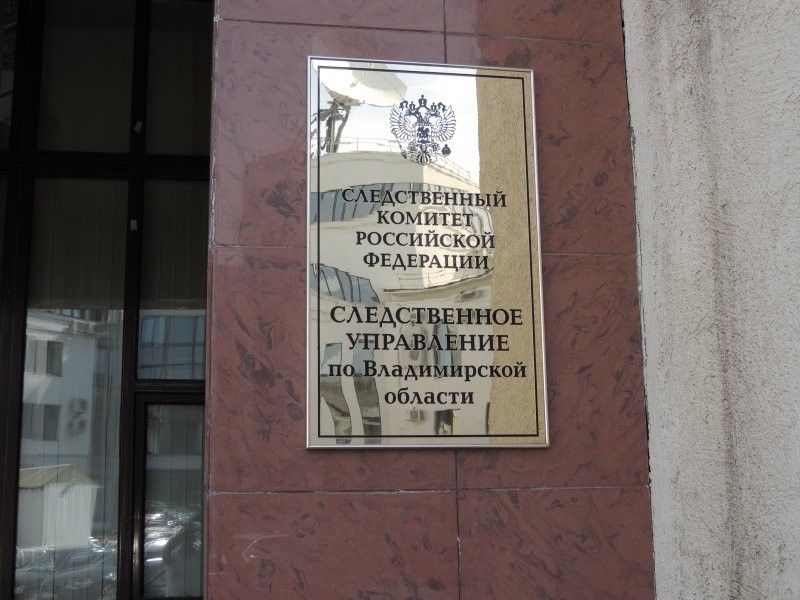 СЛЕДСТВЕННЫЙ
КОМИТЕТ
РОССИЙСКОЙ
ФЕДЕРАЦИИ
СЛЕДСТВЕННОЕ
УПРАВЛЕНИЕ
по Владимирской
области